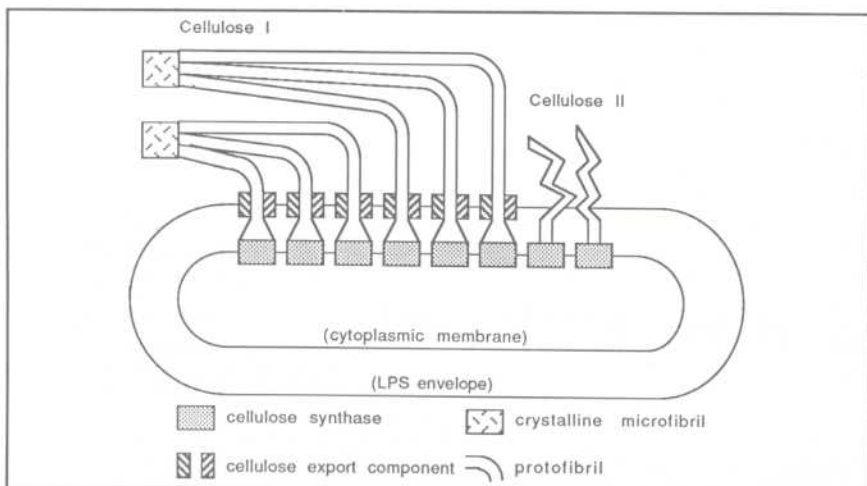 Cellulose I
Cellulose II
(cytoplasmic membrane)
(LPS envelope)
cellulose synthase
crystalline microfibril
cellulose export component
protofibril